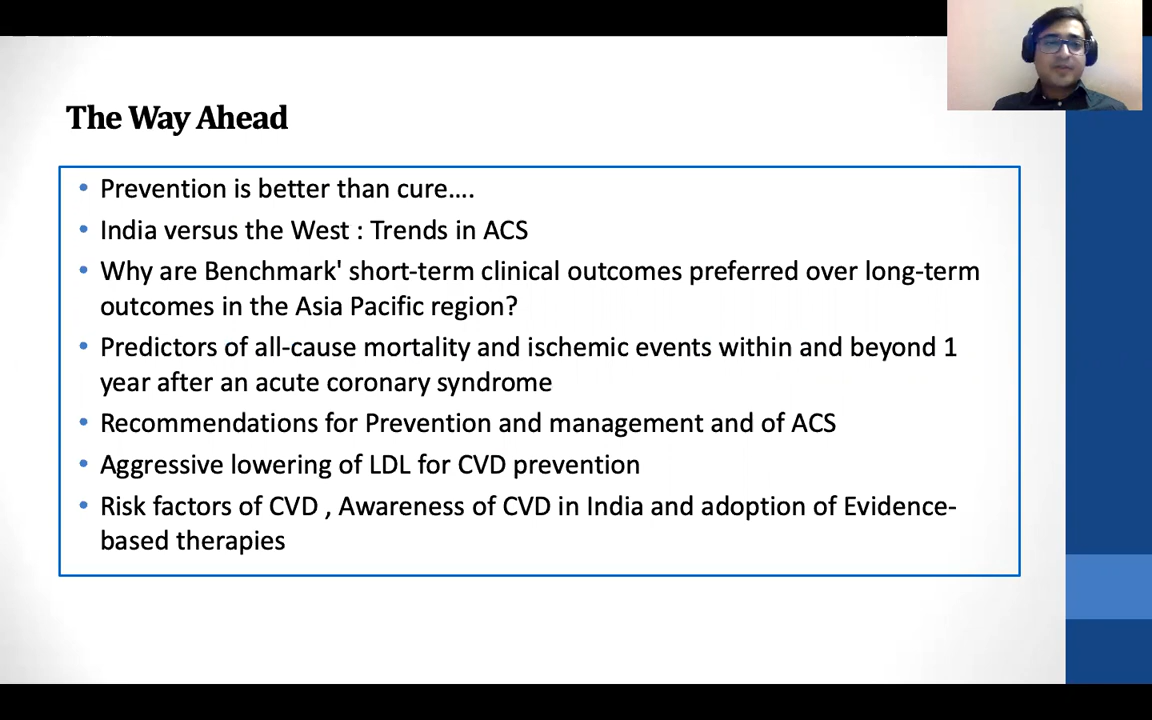 The Way Ahead
• Prevention is better than cure....
• India versus the West : Trends in ACS
• Why are Benchmark' short-term clinical outcomes preferred over long-term
outcomes in the Asia Pacific region?
• Predictors of all-cause mortality and ischemic events within and beyond 1
year after an acute coronary syndrome
• Recommendations for Prevention and management and of ACS
• Aggressive lowering of LDL for CVD prevention
• Risk factors of CVD , Awareness of CVD in India and adoption of Evidence-
based therapies